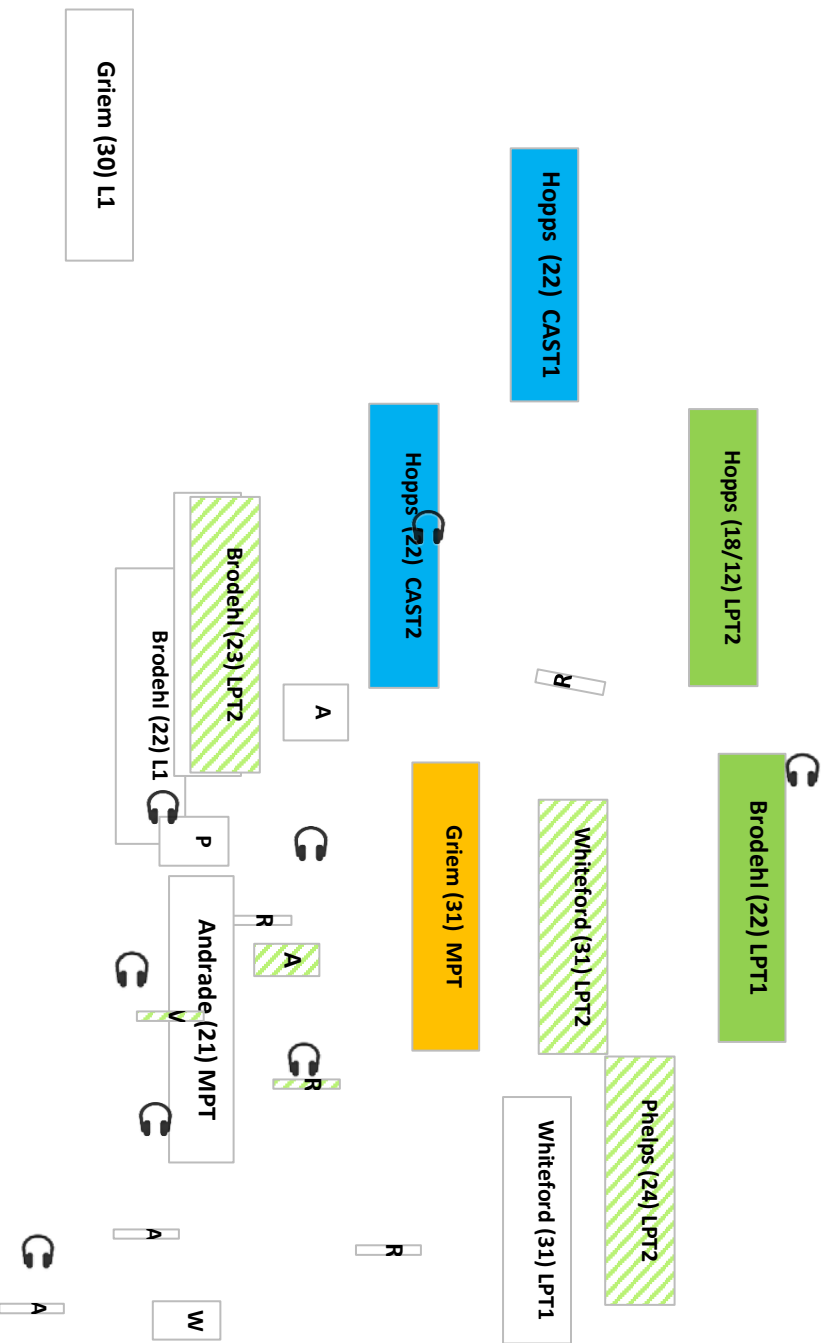 Griem (30) L1
Hopps (22) CAST1
Hopps (22) CAST2
Hopps (18/12) LPT2
Brodehl (23) LPT2
Brodehl (22) L1
A
R
Brodehl (22) LPT1
Griem (31) MPT
Whiteford (31) LPT2
P
Andrade (21) MPT
R
A
V
R
Phelps (24) LPT2
Whiteford (31) LPT1
A
R
A
W